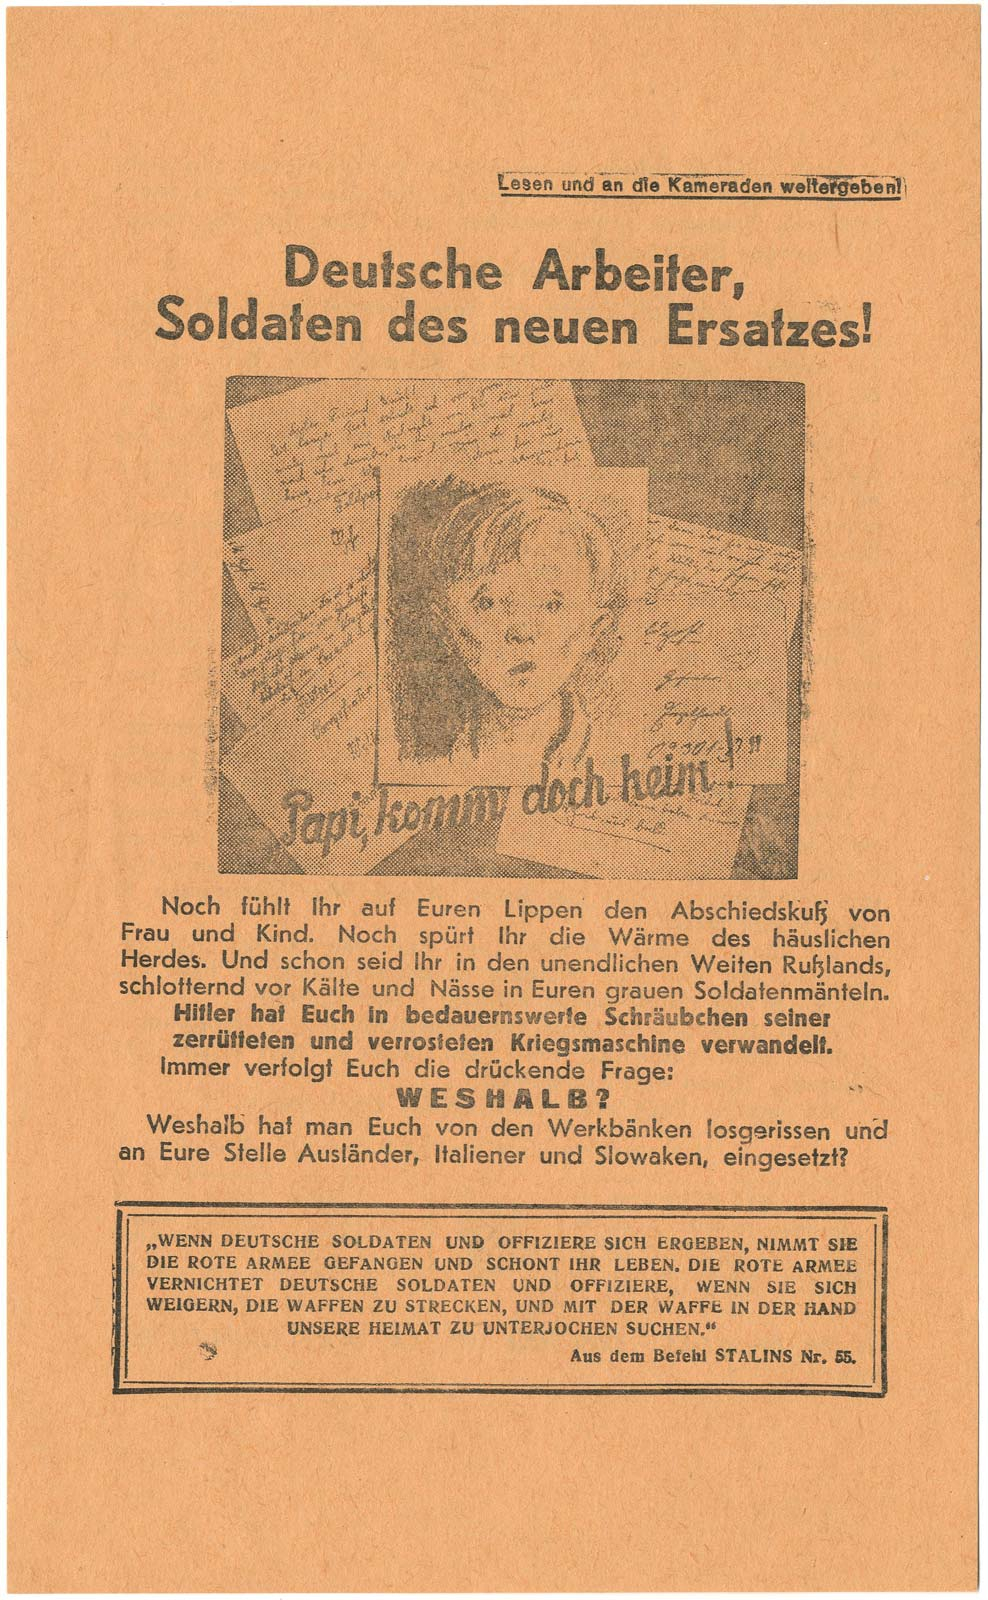 Lesen und an die Kameraden weitergeben!
Deutsche Arbeiter,
Soldaten des neuen Ersatzes!
Papi, komm doch heim!
Noch fühlt Ihr auf Euren Lippen den Abschiedskuß von
Frau und Kind. Noch spürt Ihr die Wärme des häuslichen
Herdes. Und schon seid Ihr in den unendlichen Weiten Rußlands,
schlotternd vor Kälte und Nässe in Euren grauen Soldatenmänteln.
Hitler hat Euch in bedauernswerte Schräubchen seiner
zerrütteten und verrosteten Kriegsmaschine verwandelt.
Immer verfolgt Euch die drückende Frage:
WESHALB?
Weshalb hat man Euch von den Werkbänken losgerissen und
an Eure Stelle Ausländer, Italiener und Slowaken, eingesetzt?
„WENN DEUTSCHE SOLDATEN UND OFFIZIERE SICH ERGEBEN, NIMMT SIE
DIE ROTE ARMEE GEFANGEN UND SCHONT IHR LEBEN. DIE ROTE ARMEE
VERNICHTET DEUTSCHE SOLDATEN UND OFFIZIERE, WENN SIE SICH
WEIGERN, DIE WAFFEN ZU STRECKEN, UND MIT DER WAFFE IN DER HAND
UNSERE HEIMAT ZU UNTERJOCHEN SUCHEN.“
Aus dem Befehl STALINS Nr. 55.